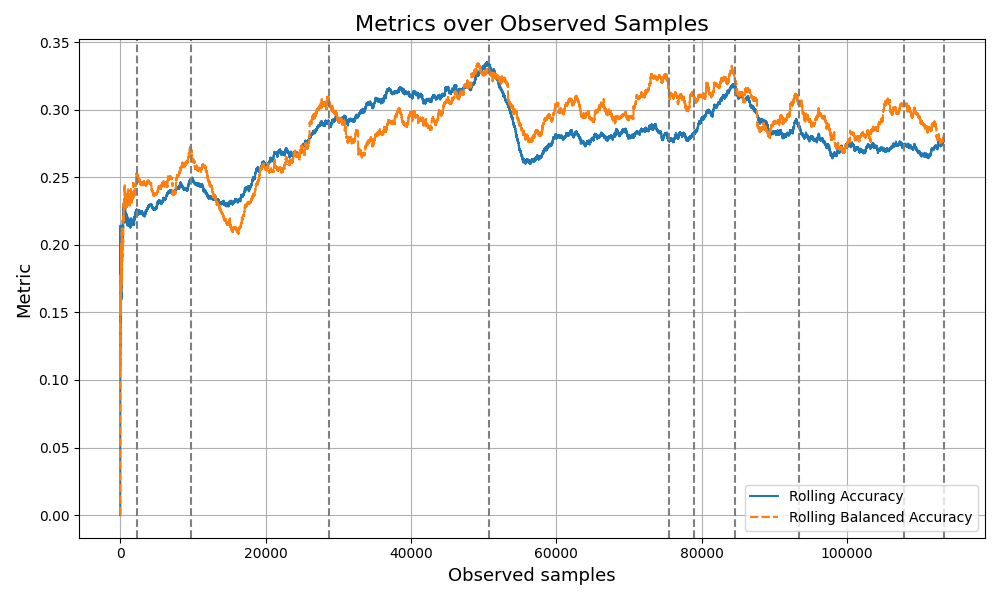 Metrics over Observed Samples
Metric
0.35
0.30
0.25
0.20
0.15
0.10
0.05
0.00
0
20000
40000
60000
80000
100000
Observed samples
Rolling Accuracy
Rolling Balanced Accuracy